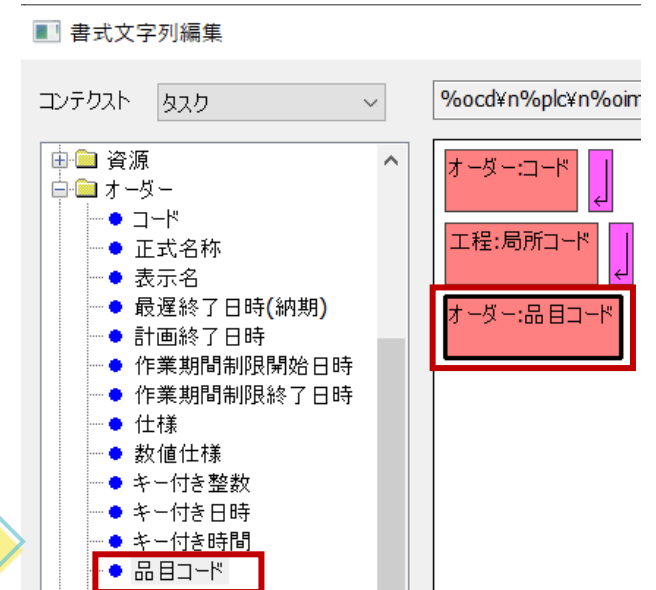 書式文字列編集
コンテクスト タスク
%ocd¥n%plc¥n%oim
資源
オーダー
コード
正式名称
表示名
最遅終了日時(納期)
計画終了日時
作業期間制限開始日時
作業期間制限終了日時
仕様
数値仕様
キー付き整数
キー付き日時
キー付き時間
品目コード
オーダー:コード
工程:局所コード
オーダー:品目コード